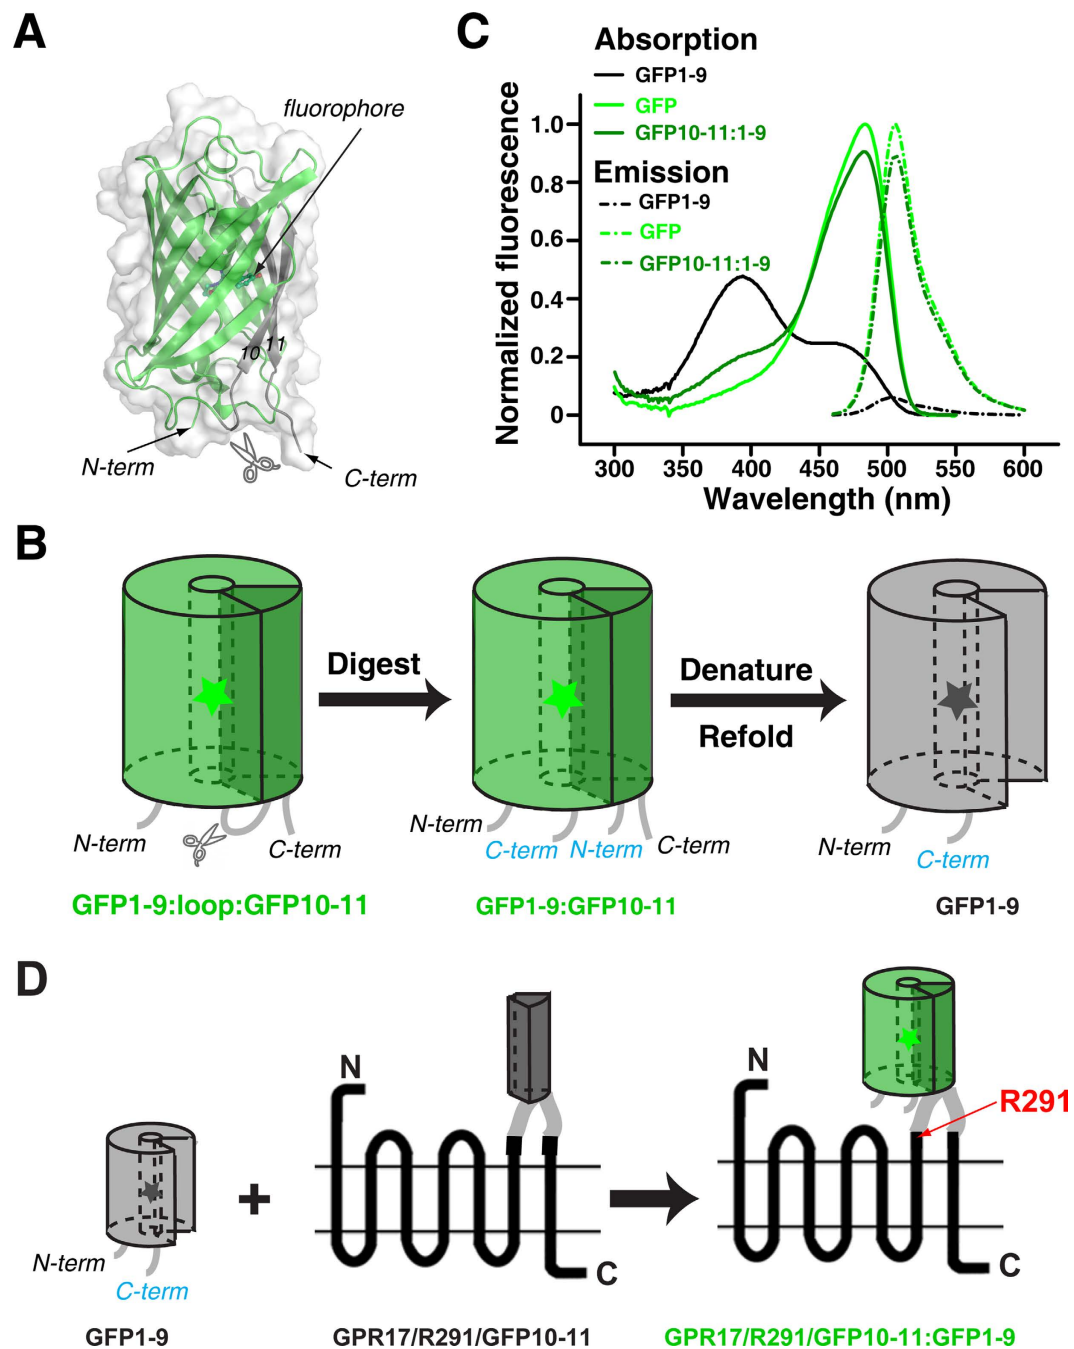 A
fluorophore
10 11
N-term
C-term
C
Absorption
GFP1-9
GFP
GFP10-11:1-9
Emission
GFP1-9
GFP
GFP10-11:1-9
Normalized fluorescence
1.0
0.8
0.6
0.4
0.2
0
300 350 400 450 500 550 600
Wavelength (nm)
B
Digest
Denature
Refold
N-term
C-term
N-term
C-term
N-term
C-term
N-term
C-term
GFP1-9:loop:GFP10-11
GFP1-9:GFP10-11
GFP1-9
D
N-term
C-term
+
N
C
N
C
R291
GFP1-9
GPR17/R291/GFP10-11
GPR17/R291/GFP10-11:GFP1-9